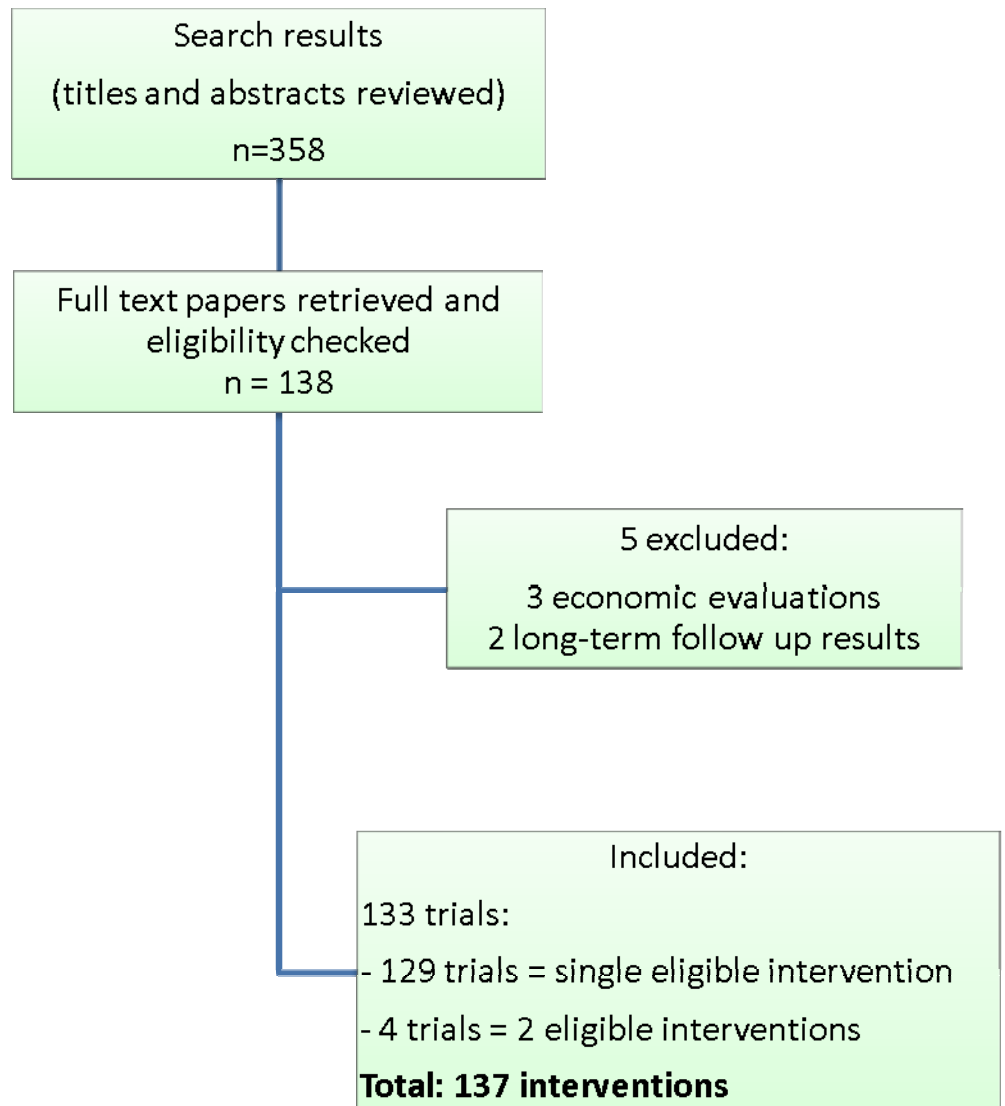 Search results
(titles and abstracts reviewed)
n=358
Full text papers retrieved and
eligibility checked
n = 138
5 excluded:
3 economic evaluations
2 long-term follow up results
Included:
133 trials:
- 129 trials = single eligible intervention
- 4 trials = 2 eligible interventions
Total: 137 interventions